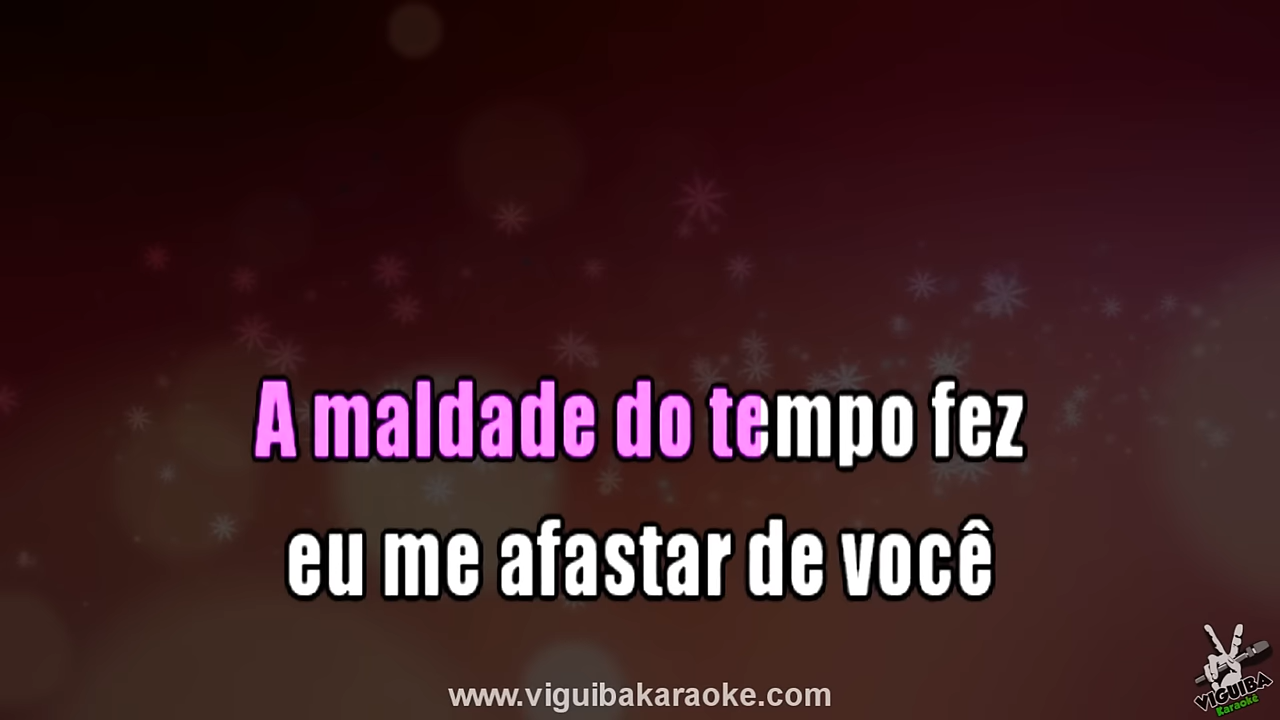 A maldade do tempo fez
eu me afastar de você
www.viguibakaraoke.com
VIGUIBA
Karaokê